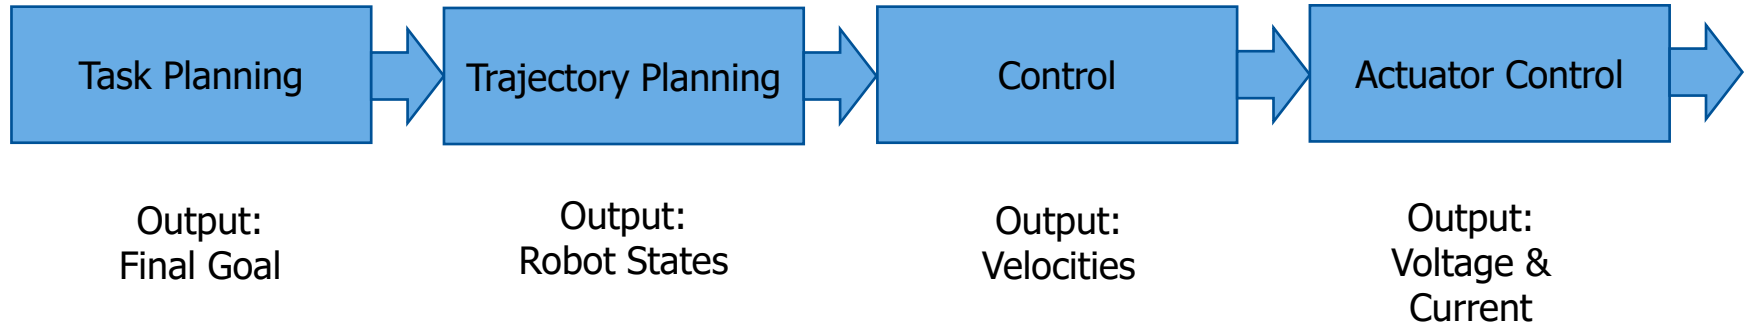 Task Planning
Trajectory Planning
Control
Actuator Control
Output:
Final Goal
Output:
Robot States
Output:
Velocities
Output:
Voltage &
Current